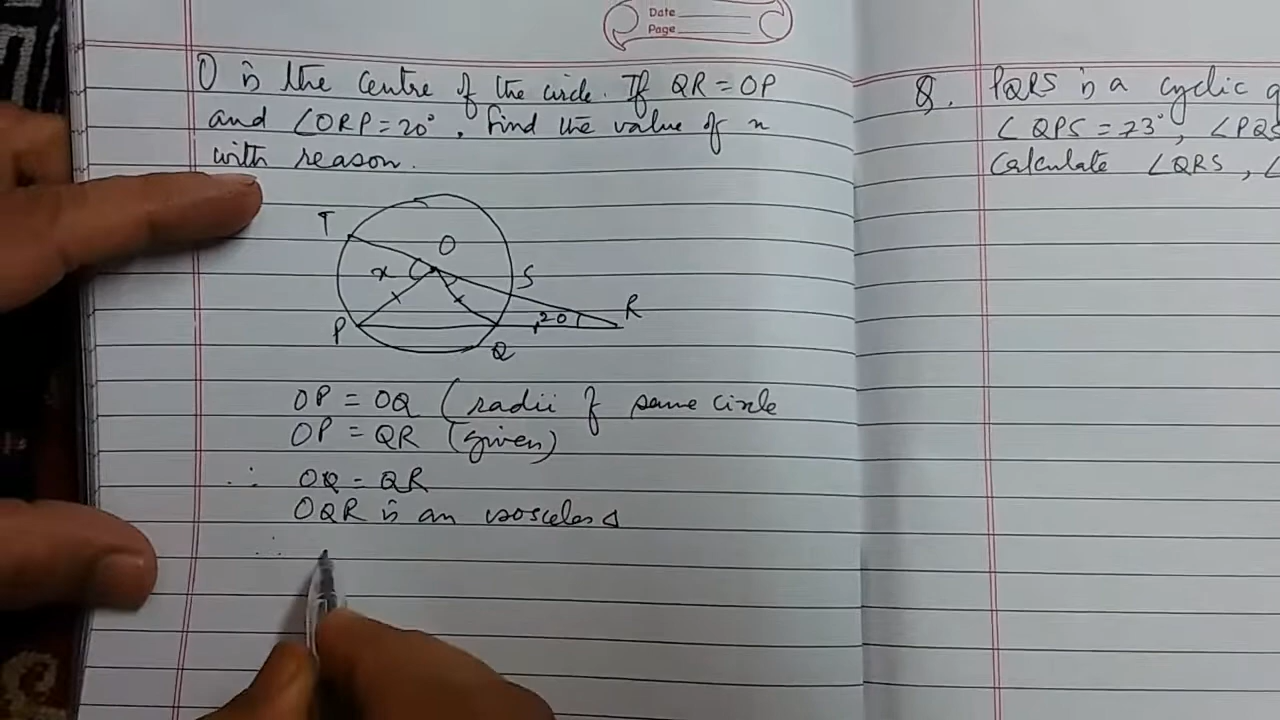 Date
Page
O is the centre of the circle. If QR = OP
and ∠ORP = 20°, find the value of x
with reason.
T
O
x
S
R
20
P
Q
OP = OQ (radii of same circle
OP = QR (given)
∴ OQ = QR
OQR is an isosceles Δ
∴
Q. PQRS is a cyclic q
∠QPS = 73°, ∠PQS
Calculate ∠QRS, ∠